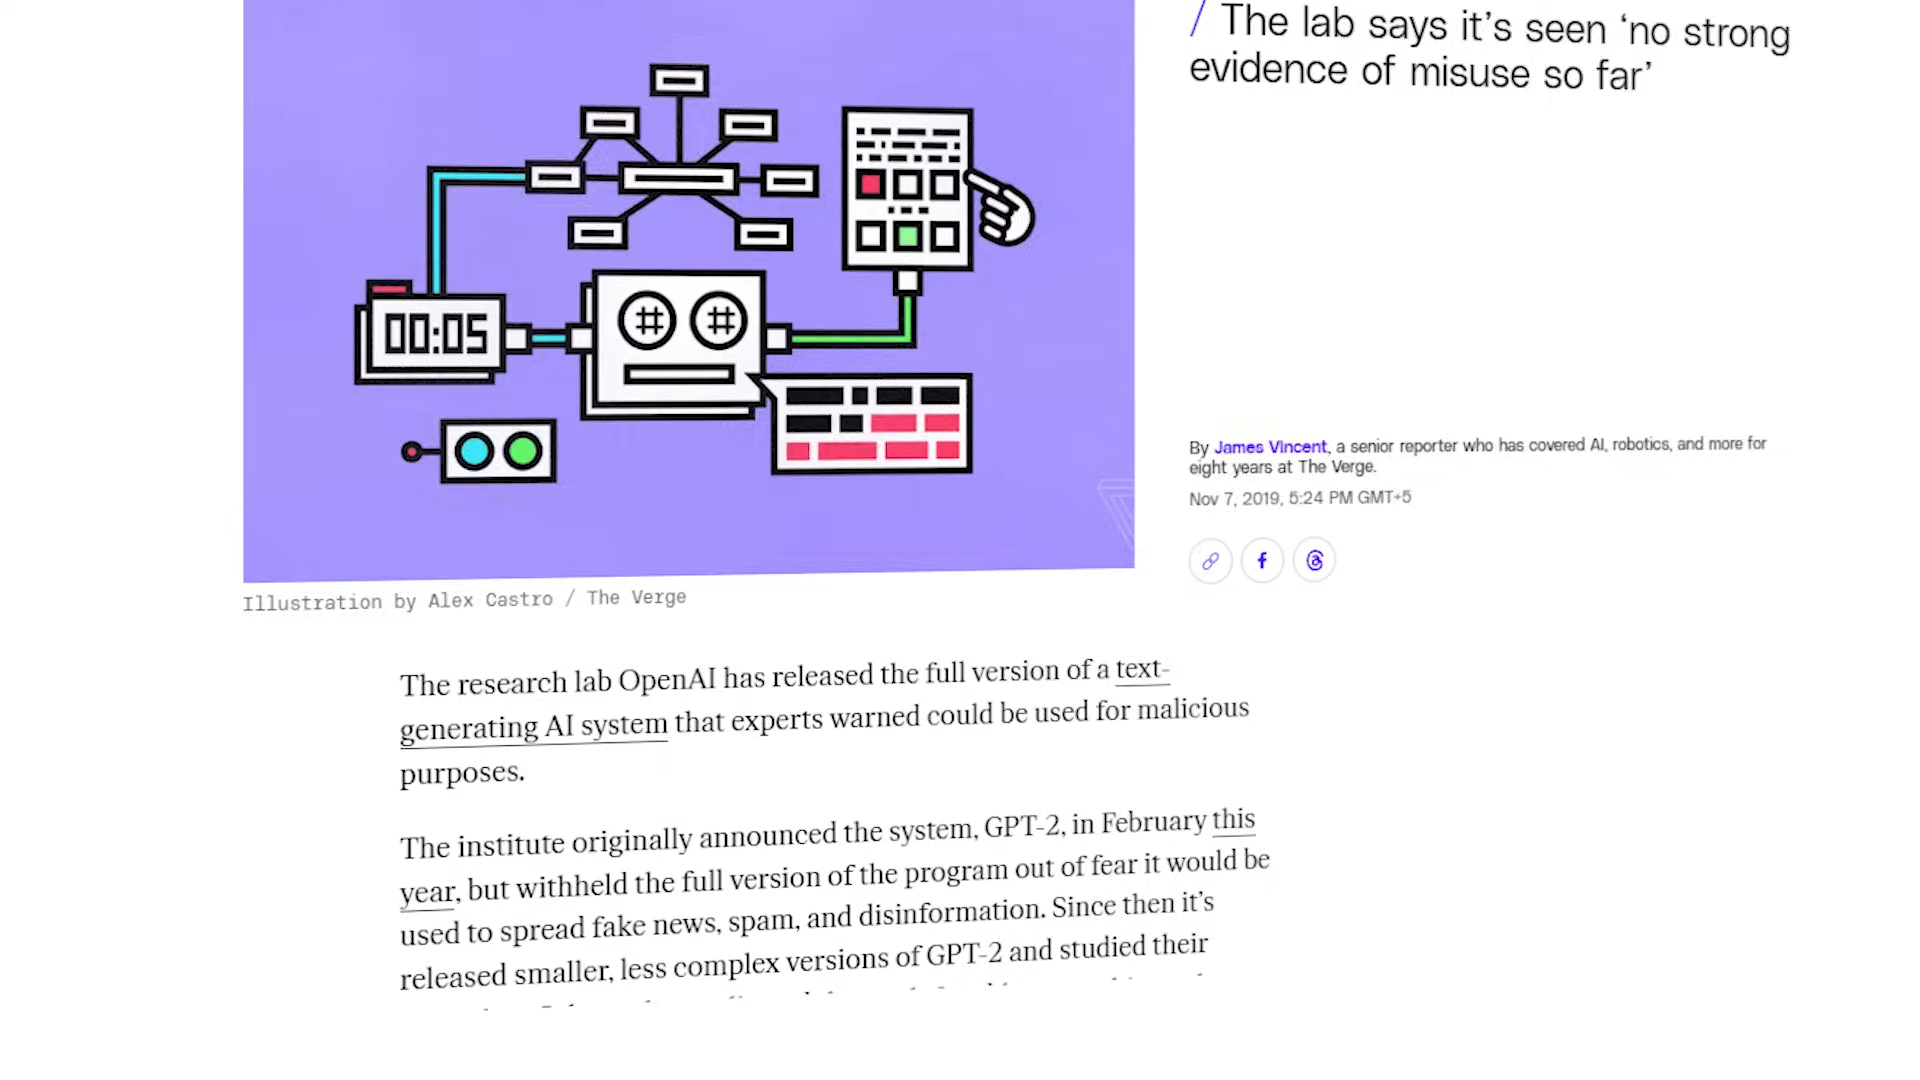 / The lab says it’s seen ‘no strong
evidence of misuse so far’
00:05
By James Vincent, a senior reporter who has covered AI, robotics, and more for
eight years at The Verge.
Nov 7, 2019, 5:24 PM GMT+5
Illustration by Alex Castro / The Verge
The research lab OpenAI has released the full version of a text-
generating AI system that experts warned could be used for malicious
purposes.
The institute originally announced the system, GPT-2, in February this
year, but withheld the full version of the program out of fear it would be
used to spread fake news, spam, and disinformation. Since then it’s
released smaller, less complex versions of GPT-2 and studied their